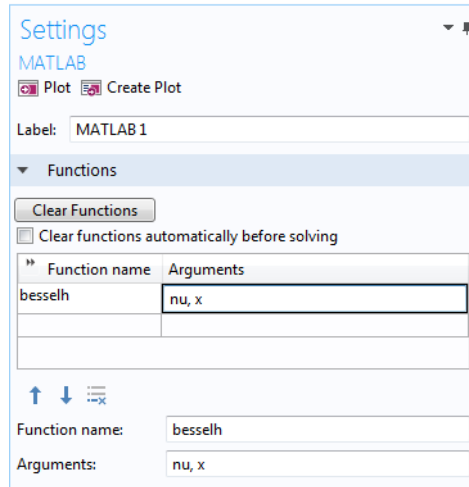 Settings
MATLAB
Plot Create Plot
Label: MATLAB 1
Functions
Clear Functions
Clear functions automatically before solving
Function name Arguments
besselh nu, x
Function name: besselh
Arguments: nu, x